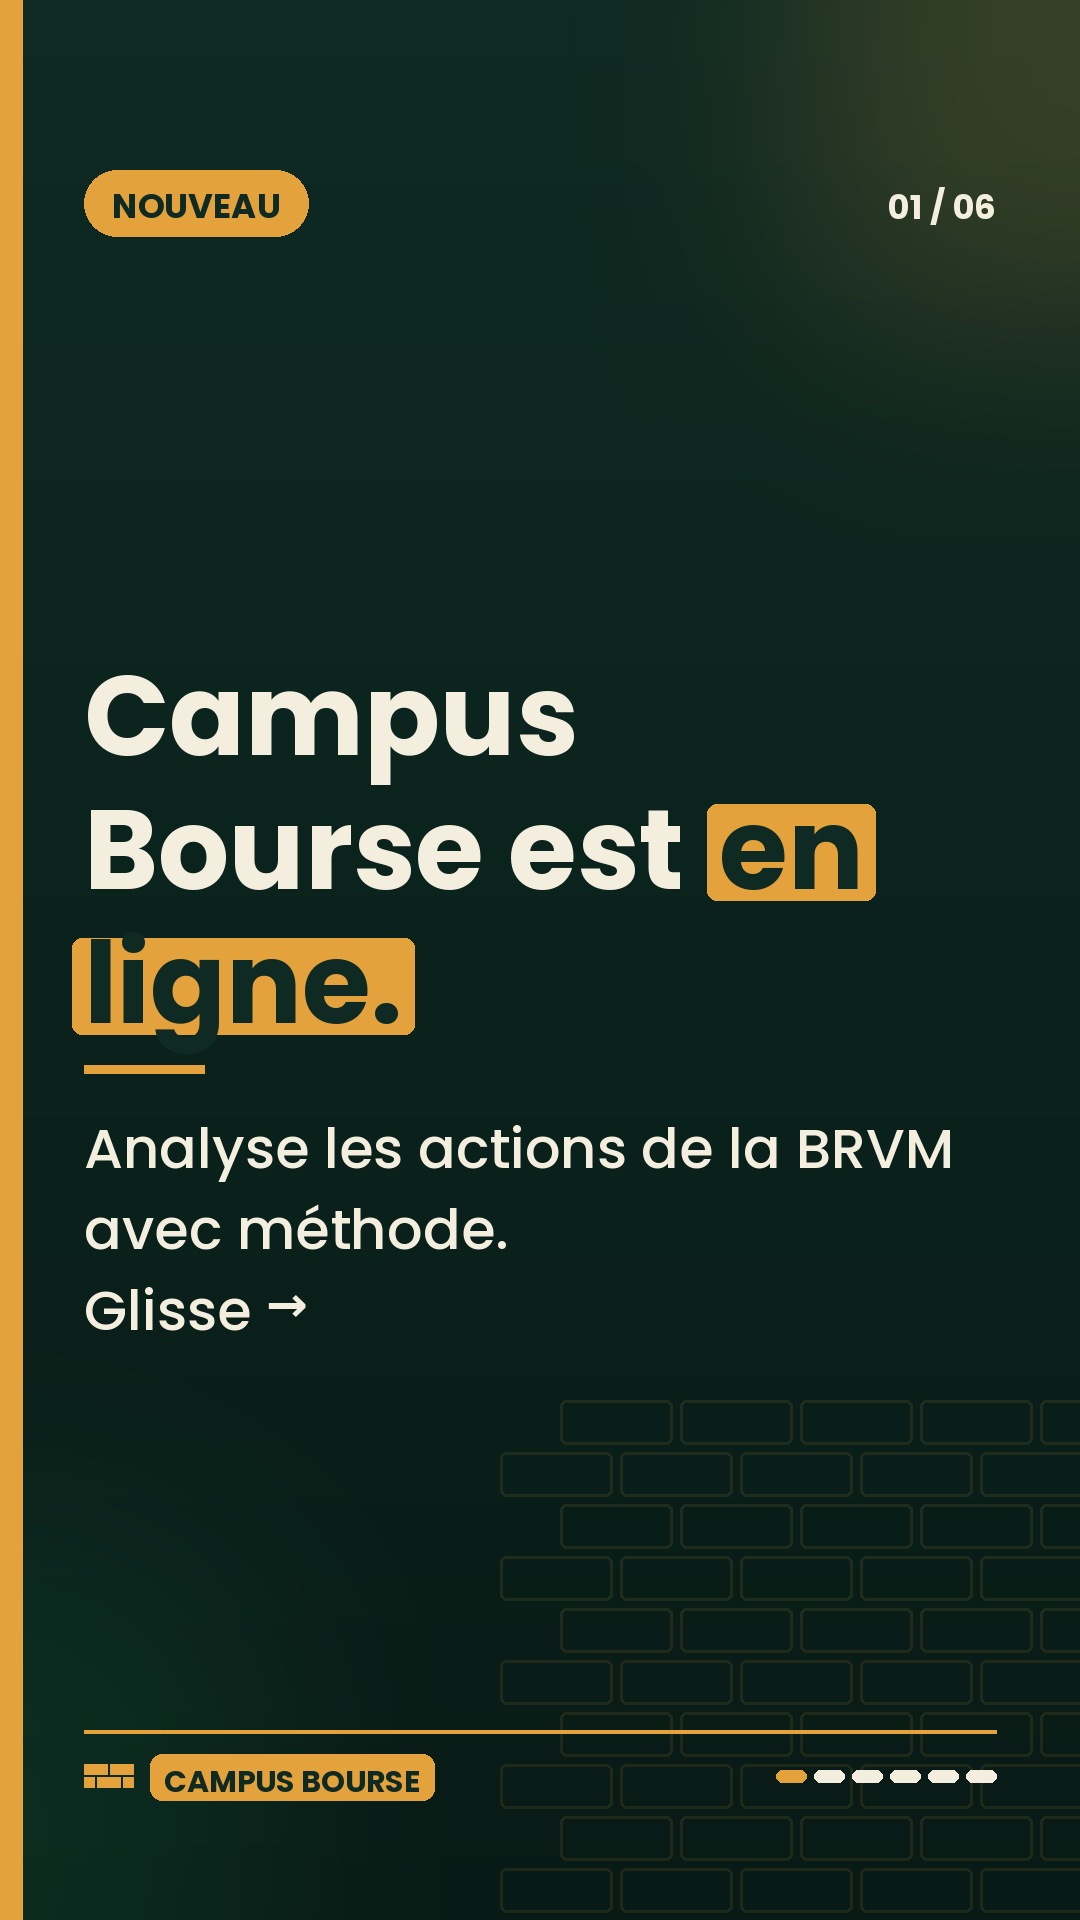 NOUVEAU
01 / 06
Campus
Bourse est en
ligne.
Analyse les actions de la BRVM
avec méthode.
Glisse →
CAMPUS BOURSE